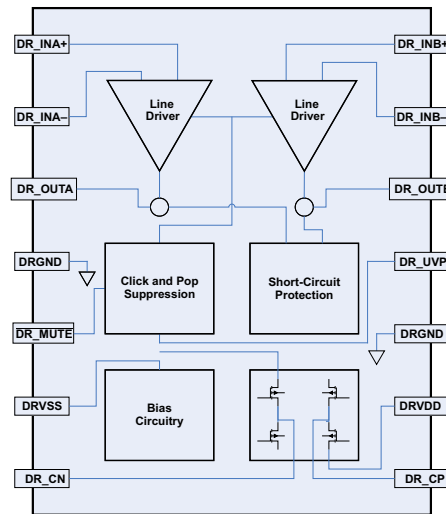 DR_INA+
DR_INB+
Line
Driver
Line
Driver
DR_INA–
DR_INB–
DR_OUTA
DR_OUTB
DRGND
DR_UVP
Click and Pop
Suppression
Short-Circuit
Protection
DR_MUTE
DRGND
DRVSS
Bias
Circuitry
DRVDD
DR_CN
DR_CP